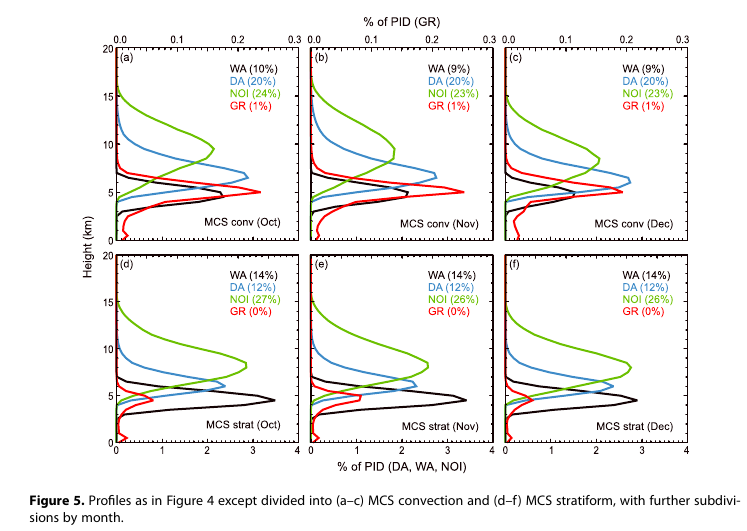 % of PID (GR)
0.0 0.1 0.2 0.3 0.0 0.1 0.2 0.3 0.0 0.1 0.2 0.3
20
15
10
5
0
(a)
WA (10%)
DA (20%)
NOI (24%)
GR (1%)
MCS conv (Oct)
(b)
WA (9%)
DA (20%)
NOI (23%)
GR (1%)
MCS conv (Nov)
(c)
WA (9%)
DA (20%)
NOI (23%)
GR (1%)
MCS conv (Dec)
Height (km)
20
15
10
5
0
(d)
WA (14%)
DA (12%)
NOI (27%)
GR (0%)
MCS strat (Oct)
(e)
WA (14%)
DA (12%)
NOI (26%)
GR (0%)
MCS strat (Nov)
(f)
WA (14%)
DA (12%)
NOI (26%)
GR (0%)
MCS strat (Dec)
0 1 2 3 4 0 1 2 3 4 0 1 2 3 4
% of PID (DA, WA, NOI)
Figure 5. Profiles as in Figure 4 except divided into (a–c) MCS convection and (d–f) MCS stratiform, with further subdivi-
sions by month.